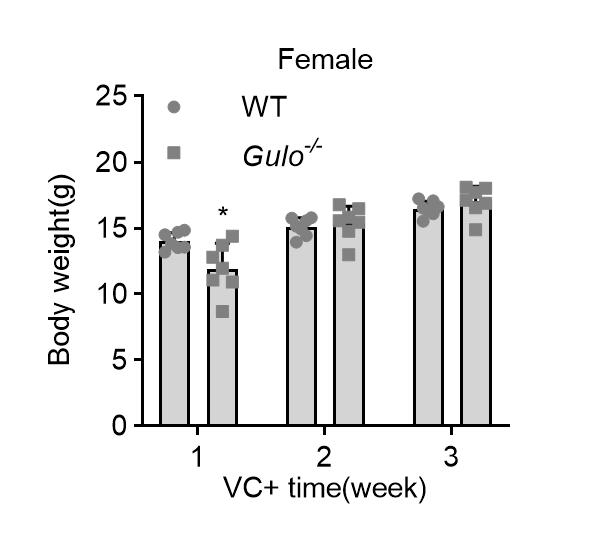 Female
WT
Gulo-/-
*
Body weight(g)
25
20
15
10
5
0
1 2 3
VC+ time(week)